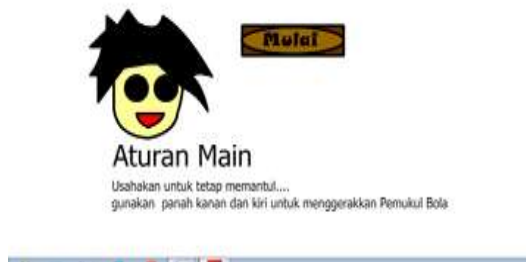 Mulai
Aturan Main
Usahakan untuk tetap memantul....
gunakan panah kanan dan kiri untuk menggerakkan Pemukul Bola